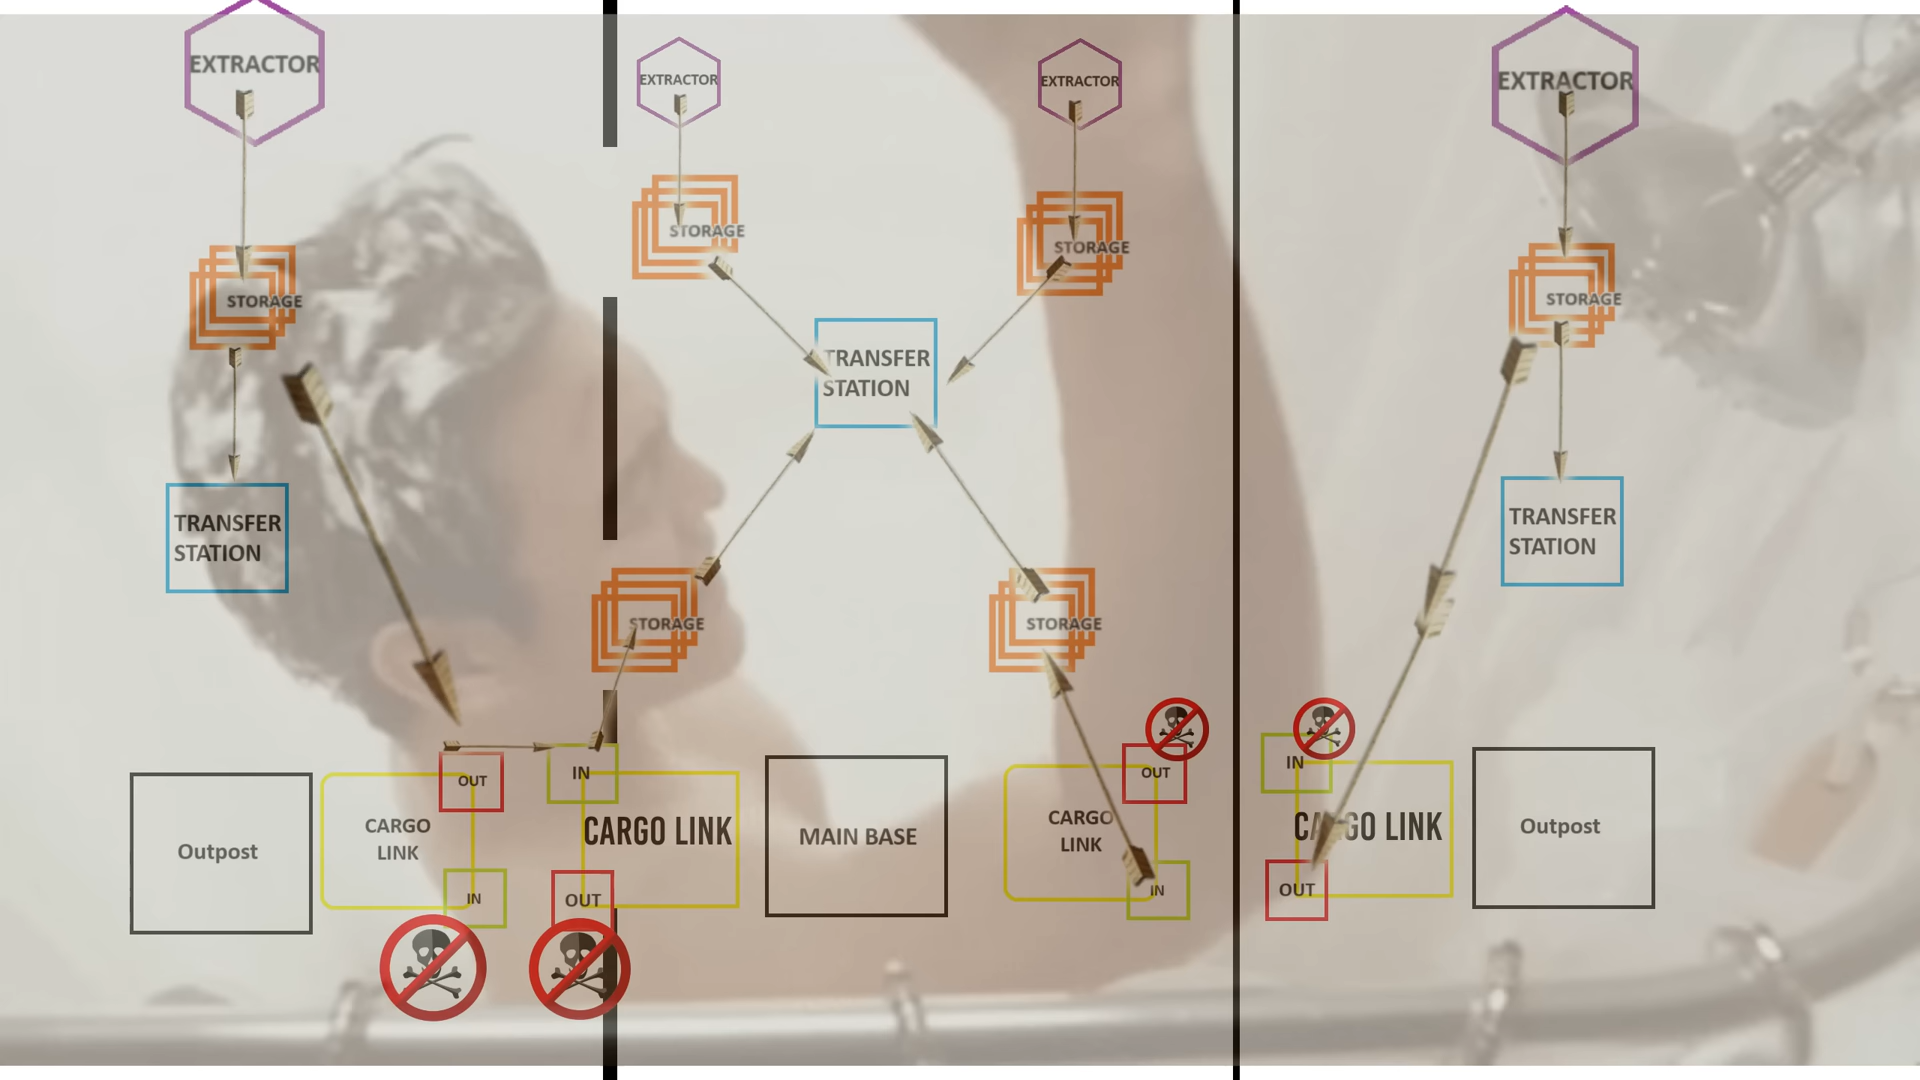 EXTRACTOR
STORAGE
TRANSFER
STATION
Outpost
CARGO
LINK
OUT
IN
EXTRACTOR
STORAGE
EXTRACTOR
STORAGE
TRANSFER
STATION
STORAGE
STORAGE
IN
CARGO LINK
OUT
MAIN BASE
CARGO
LINK
OUT
IN
EXTRACTOR
STORAGE
TRANSFER
STATION
IN
CARGO LINK
OUT
Outpost